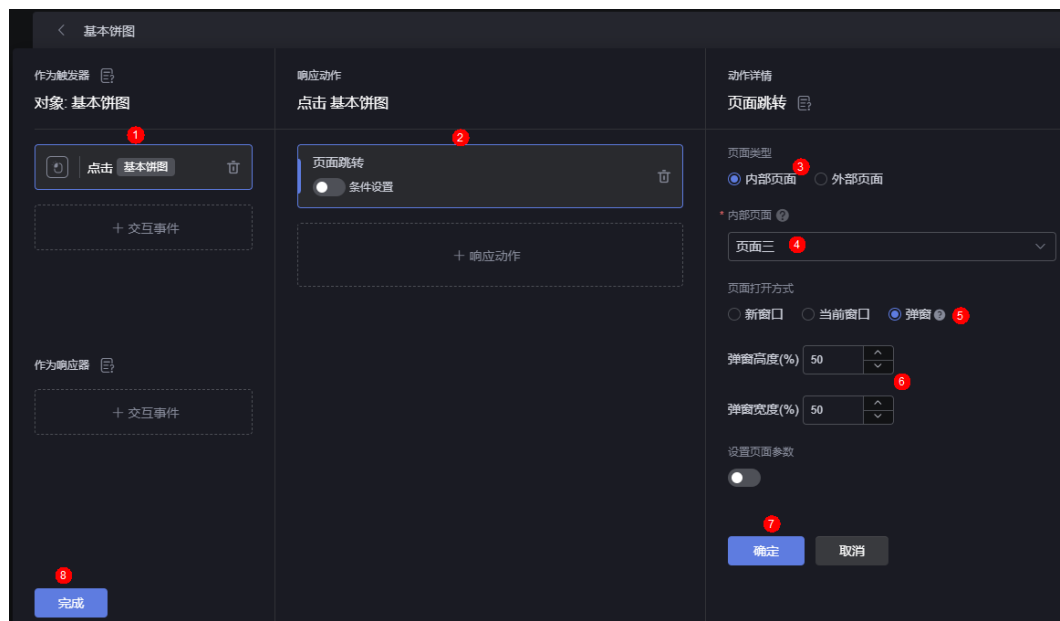 基本饼图
作为触发器
对象: 基本饼图
1
点击 基本饼图
+ 交互事件
作为响应器
+ 交互事件
8
完成
响应动作
点击 基本饼图
2
页面跳转
条件设置
+ 响应动作
动作详情
页面跳转
页面类型
3
内部页面 外部页面
* 内部页面
页面三 4
页面打开方式
新窗口 当前窗口 弹窗 5
弹窗高度(%) 50
6
弹窗宽度(%) 50
设置页面参数
7
确定 取消